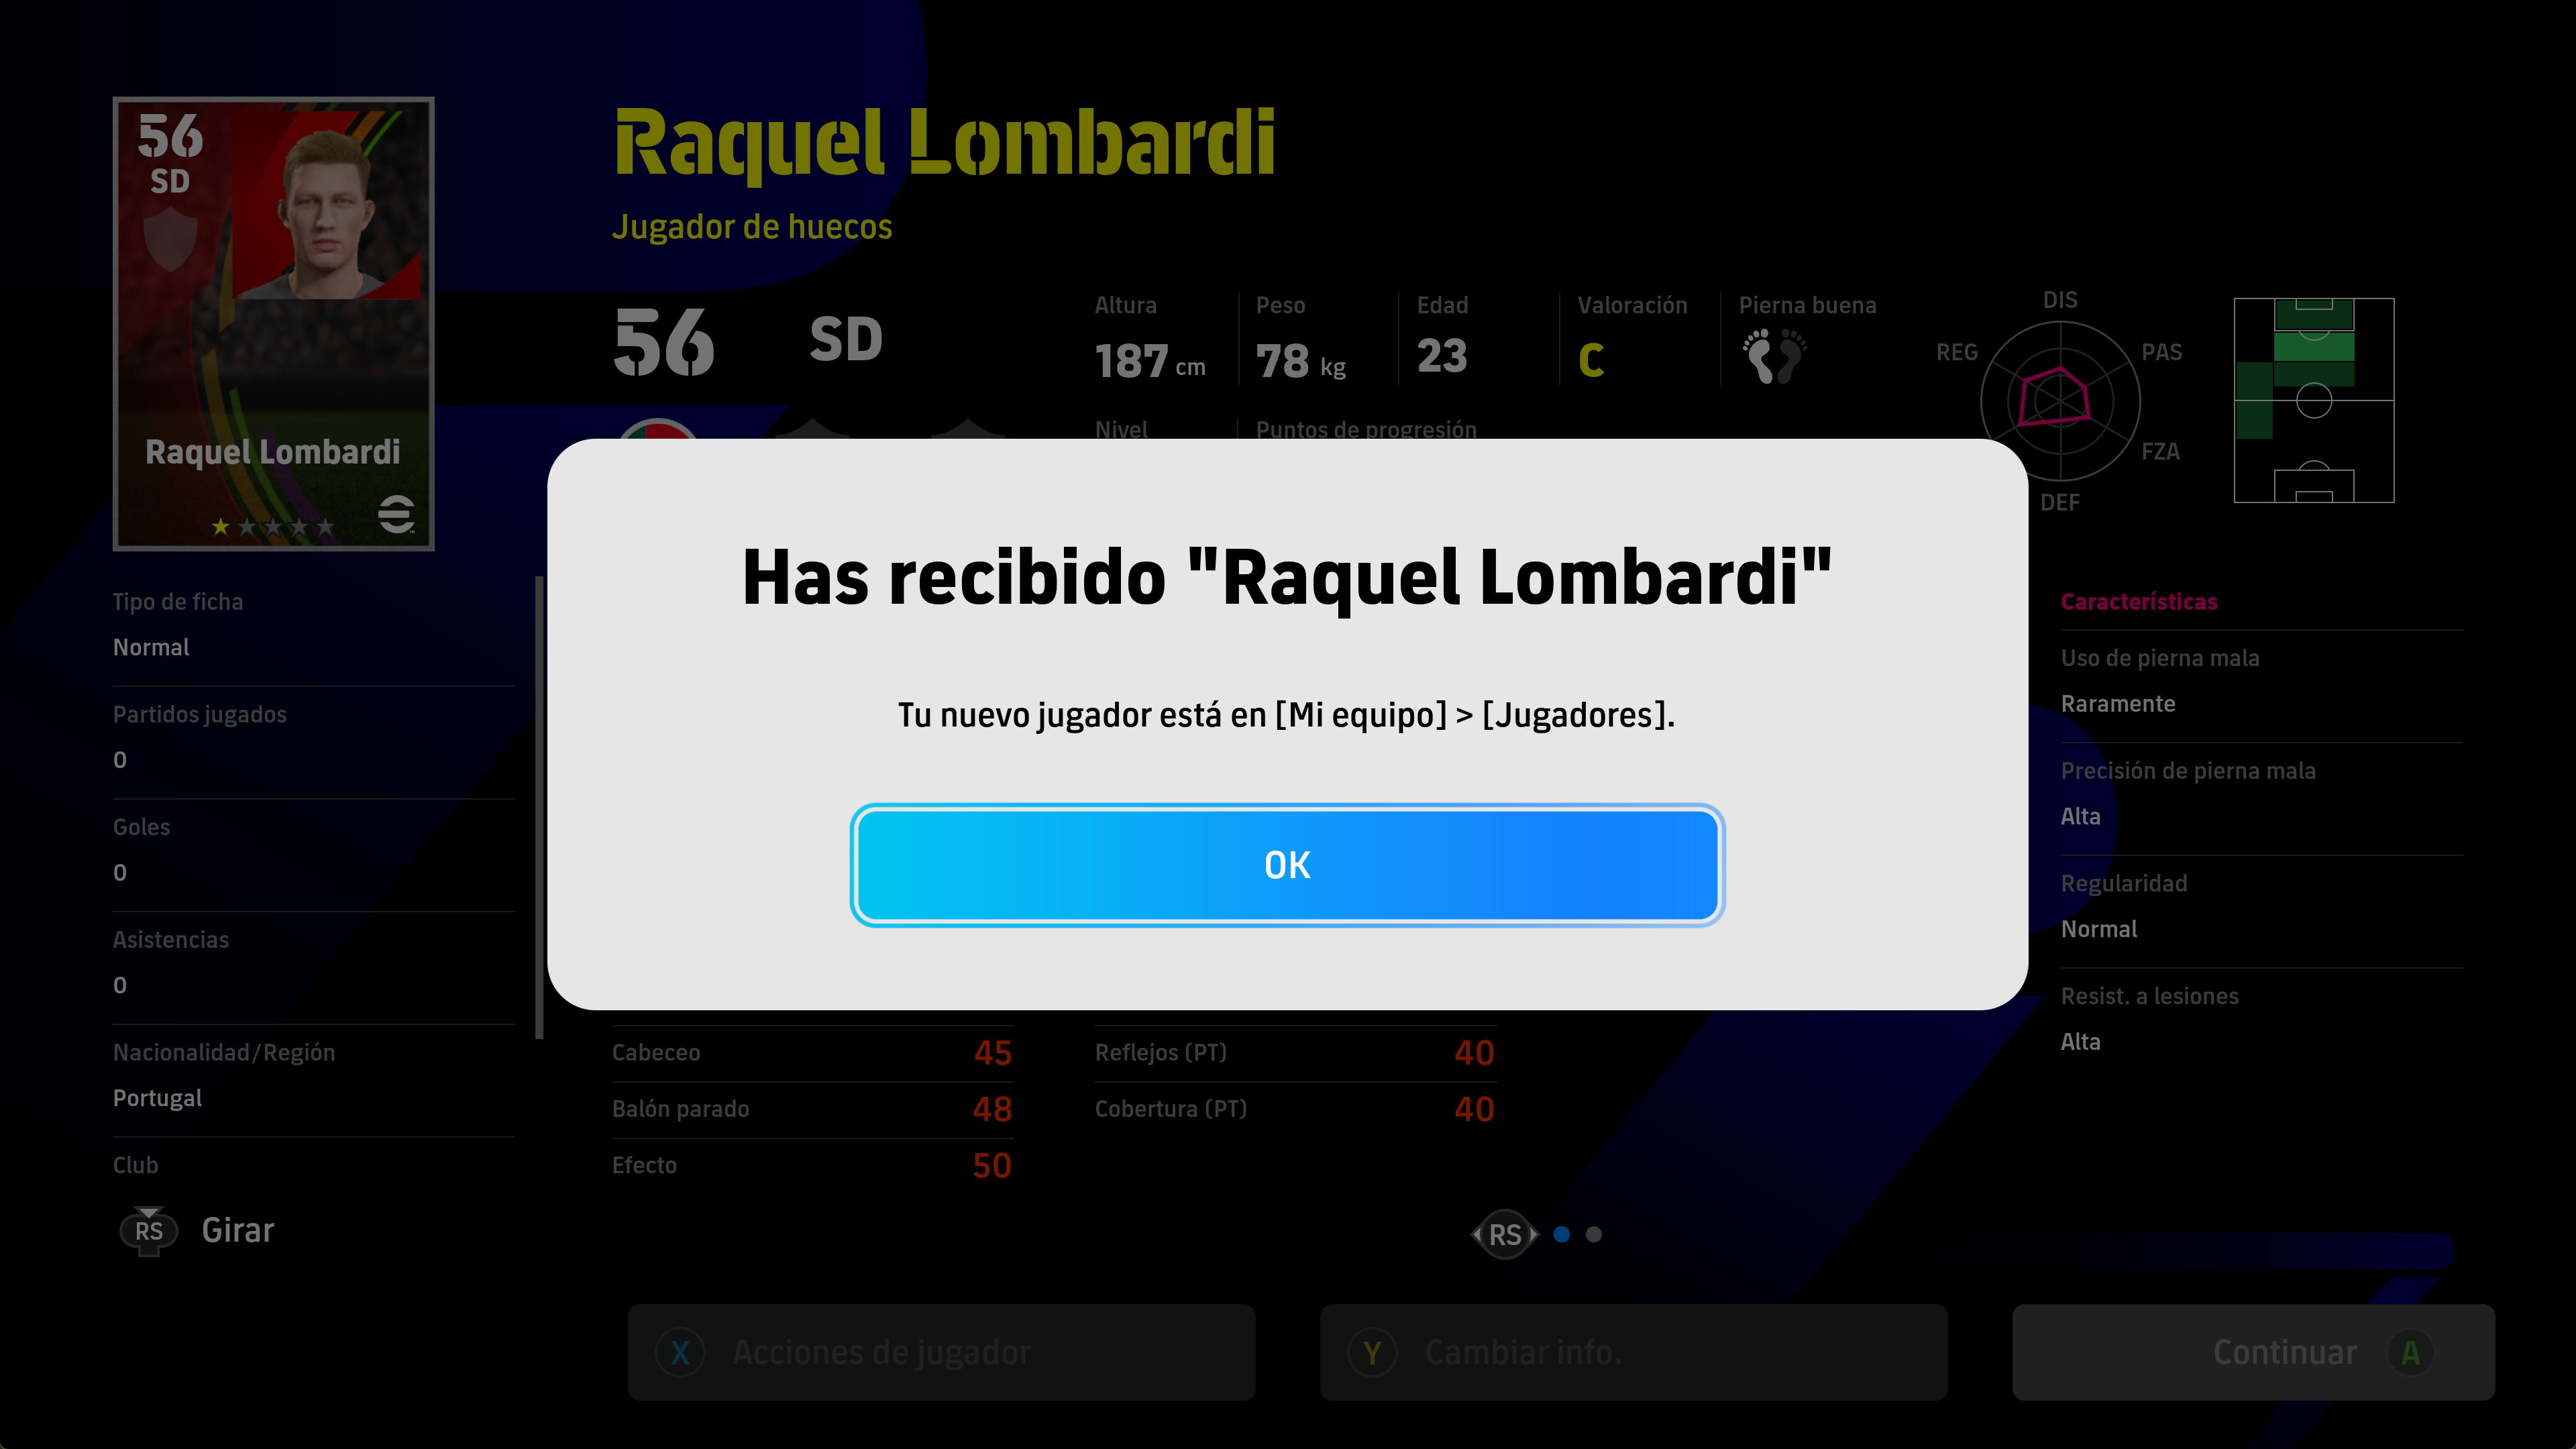 56
SD
Raquel Lombardi
Raquel Lombardi
Jugador de huecos
56
SD
Altura
187 cm
Peso
78 kg
Edad
23
Valoración
C
Pierna buena
Nivel
Puntos de progresión
DIS
PAS
FZA
DEF
REG
Has recibido "Raquel Lombardi"
Tu nuevo jugador está en [Mi equipo] > [Jugadores].
OK
Tipo de ficha
Normal
Partidos jugados
0
Goles
0
Asistencias
0
Nacionalidad/Región
Portugal
Club
Cabeceo 45
Balón parado 48
Efecto 50
Reflejos (PT) 40
Cobertura (PT) 40
Características
Uso de pierna mala
Raramente
Precisión de pierna mala
Alta
Regularidad
Normal
Resist. a lesiones
Alta
RS Girar
RS
X Acciones de jugador
Y Cambiar info.
Continuar A